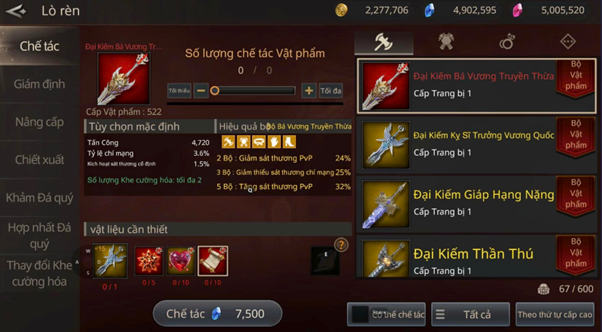 Lò rèn
2,277,706
4,902,595
5,005,520
Chế tác
Giám định
Nâng cấp
Chiết xuất
Khảm Đá quý
Hợp nhất Đá quý
Thay đổi Khe cường hóa
Đại Kiếm Bá Vương Tr...
Cấp Vật phẩm : 522
Số lượng chế tác Vật phẩm
0 / 0
Tối thiểu
Tối đa
Tùy chọn mặc định
Tấn Công 4,720
Tỷ lệ chí mạng 3.6%
Kích hoạt sát thương cố định 1.5%
Số lượng Khe cường hóa: tối đa 2
Hiệu quả bộ
Bộ Bá Vương Truyền Thừa
2 Bộ : Giảm sát thương PvP 24%
3 Bộ : Giảm thiểu sát thương chí mạng 25%
5 Bộ : Tăng sát thương PvP 32%
vật liệu cần thiết
?
W
S
E
0 / 1
0 / 5
0 / 10
0 / 10
Chế tác 7,500
Đại Kiếm Bá Vương Truyền Thừa
Cấp Trang bị 1
Bộ Vật phẩm
Đại Kiếm Kỵ Sĩ Trưởng Vương Quốc
Cấp Trang bị 1
Bộ Vật phẩm
Đại Kiếm Giáp Hạng Nặng
Cấp Trang bị 1
Bộ Vật phẩm
Đại Kiếm Thần Thú
Cấp Trang bị 1
Bộ Vật phẩm
67 / 600
Có thể chế tác
Tất cả
Theo thứ tự cấp cao